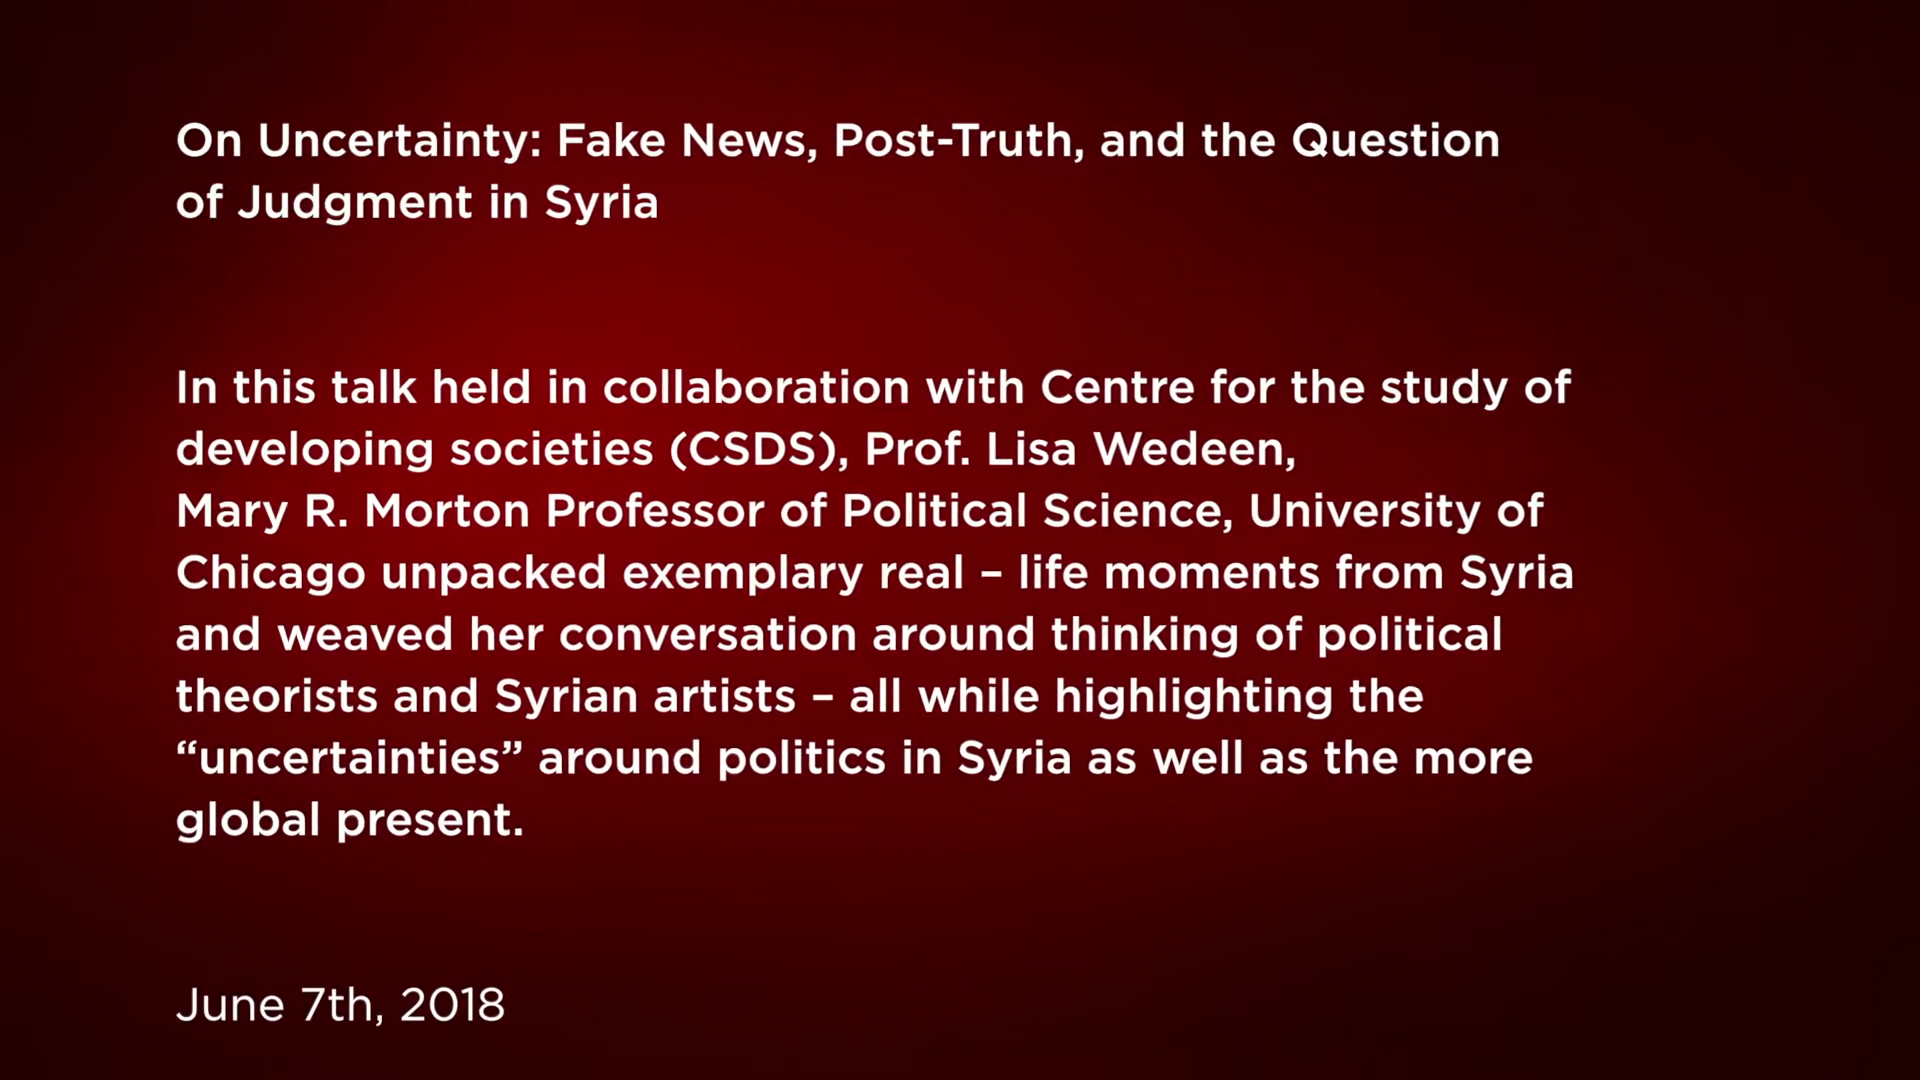 On Uncertainty: Fake News, Post-Truth, and the Question
of Judgment in Syria
In this talk held in collaboration with Centre for the study of
developing societies (CSDS), Prof. Lisa Wedeen,
Mary R. Morton Professor of Political Science, University of
Chicago unpacked exemplary real – life moments from Syria
and weaved her conversation around thinking of political
theorists and Syrian artists – all while highlighting the
“uncertainties” around politics in Syria as well as the more
global present.
June 7th, 2018